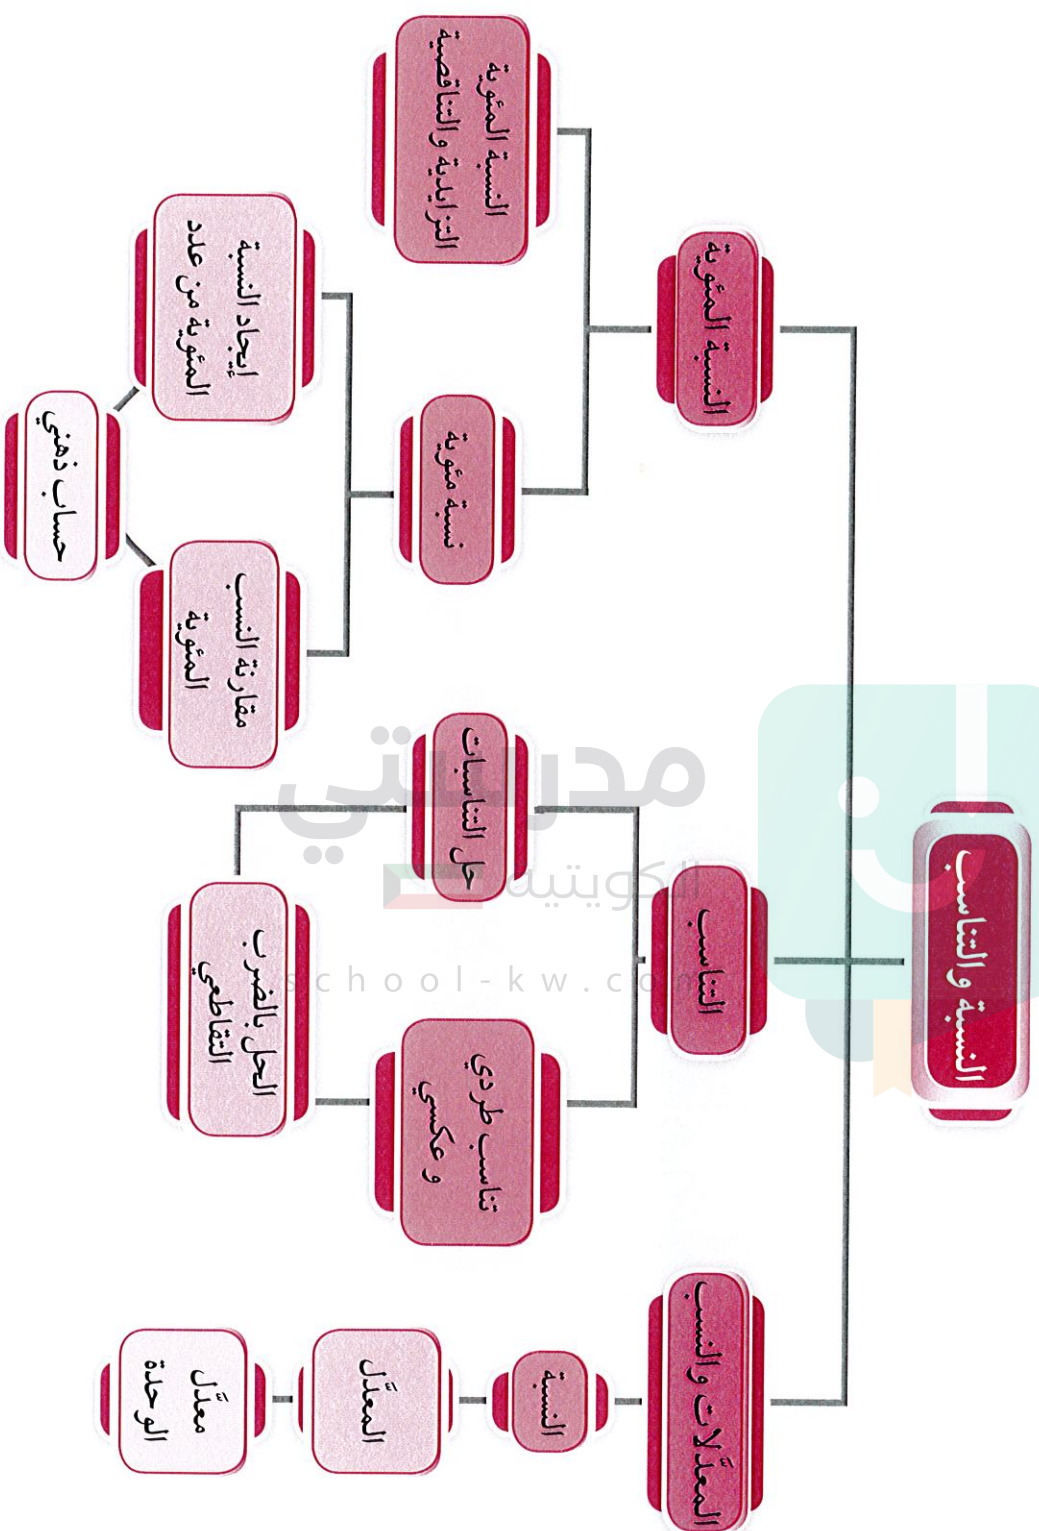 النسبة والتناسب
المعدّلات والنسب
التناسب
النسبة المئوية
النسبة
تناسب طردي
و عكسي
حل التناسبات
نسبة مئوية
النسبة المئوية
التزايدية والتناقصية
المعدّل
الحل بالضرب
التقاطعي
مقارنة النسب
المئوية
إيجاد النسبة
المئوية من عدد
معدّل
الوحدة
حساب ذهني
مدرستي
الكويتية
school-kw.com